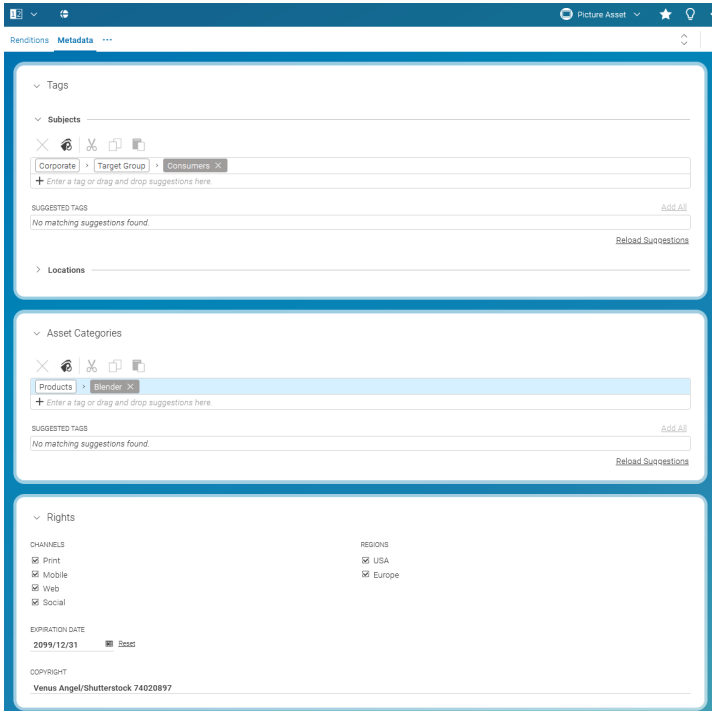 Picture Asset
Renditions Metadata ...
Tags
Subjects
Corporate > Target Group > Consumers ×
+ Enter a tag or drag and drop suggestions here.
SUGGESTED TAGS Add All
No matching suggestions found.
Reload Suggestions
> Locations
Asset Categories
Products > Blender ×
+ Enter a tag or drag and drop suggestions here.
SUGGESTED TAGS Add All
No matching suggestions found.
Reload Suggestions
Rights
CHANNELS REGIONS
Print USA
Mobile Europe
Web
Social
EXPIRATION DATE
2099/12/31 Reset
COPYRIGHT
Venus Angel/Shutterstock 74020897